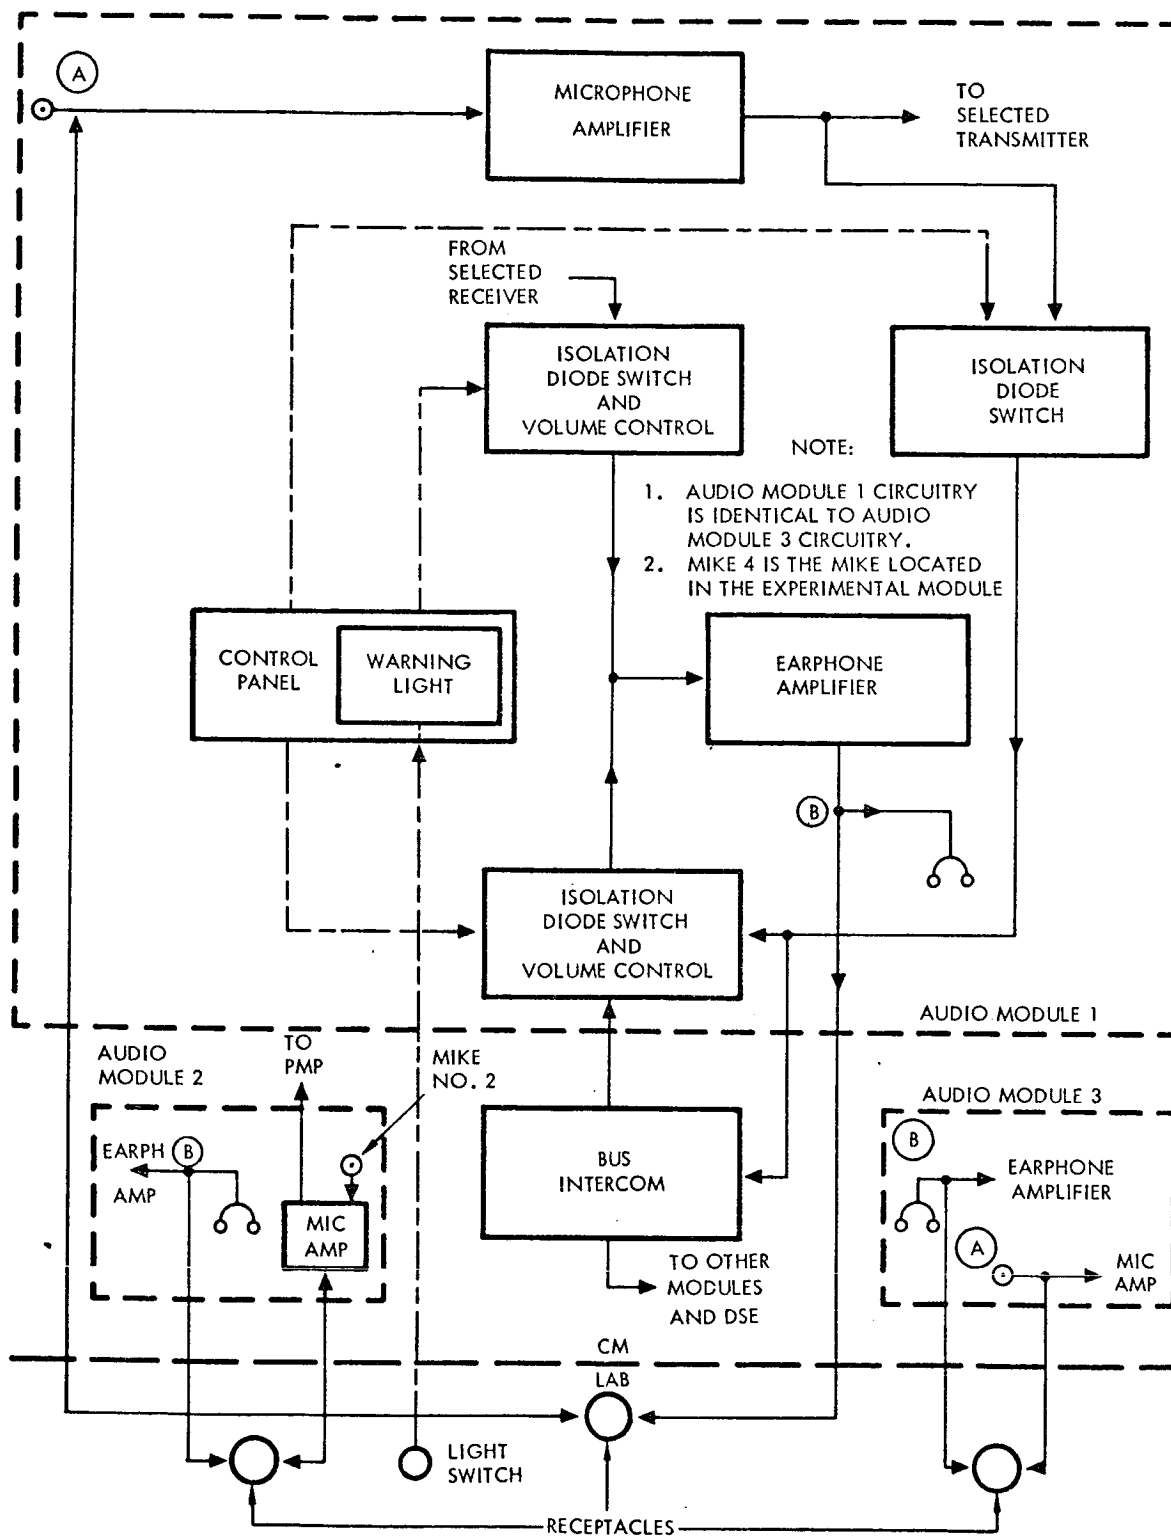 A
MICROPHONE
AMPLIFIER
TO
SELECTED
TRANSMITTER
FROM
SELECTED
RECEIVER
ISOLATION
DIODE SWITCH
AND
VOLUME CONTROL
ISOLATION
DIODE
SWITCH
NOTE:
1. AUDIO MODULE 1 CIRCUITRY
IS IDENTICAL TO AUDIO
MODULE 3 CIRCUITRY.
2. MIKE 4 IS THE MIKE LOCATED
IN THE EXPERIMENTAL MODULE
CONTROL
PANEL
WARNING
LIGHT
EARPHONE
AMPLIFIER
B
ISOLATION
DIODE SWITCH
AND
VOLUME CONTROL
AUDIO MODULE 1
AUDIO
MODULE 2
TO
PMP
MIKE
NO. 2
EARPH
AMP
B
MIC
AMP
BUS
INTERCOM
TO OTHER
MODULES
AND DSE
AUDIO MODULE 3
B
EARPHONE
AMPLIFIER
A
MIC
AMP
CM
LAB
LIGHT
SWITCH
RECEPTACLES